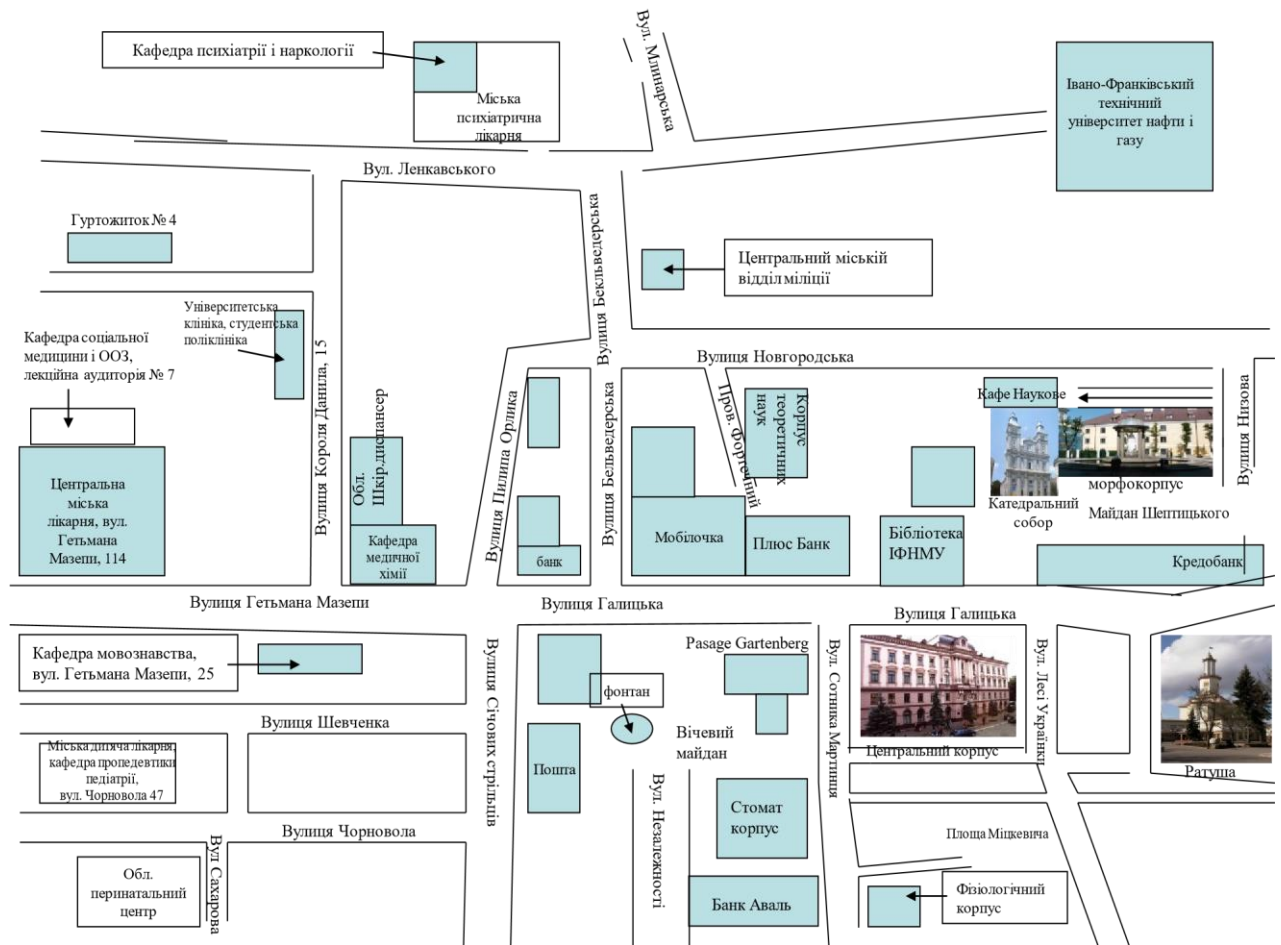 Кафедра психіатрії і наркології
Міська
психіатрична
лікарня
Вул. Млинарська
Івано-Франківський
технічний
університет нафти і
газу
Вул. Ленкавського
Гуртожиток № 4
Центральний міській
відділ міліції
Університетська
клініка, студентська
поліклініка
Кафедра соціальної
медицини і ООЗ,
лекційна аудиторія № 7
Вулиця Короля Данила, 15
Вулиця Бекльведерська
Вулиця Новгородська
Центральна
міська
лікарня, вул.
Гетьмана
Мазепи, 114
Обл.
Шкір.диспансер
Кафедра
медичної
хімії
Вулиця Пилипа Орлика
банк
Вулиця Бельведерська
Пров. Фортечний
Корпус
теоретичних
наук
Мобілочка
Плюс Банк
Бібліотека
ІФНМУ
Кафе Наукове
морфокорпус
Катедральний
собор
Майдан Шептицького
Вулиця Низова
Кредобанк
Вулиця Гетьмана Мазепи
Вулиця Галицька
Вулиця Галицька
Кафедра мовознавства,
вул. Гетьмана Мазепи, 25
Вулиця Січових стрільців
Pasage Gartenberg
фонтан
Вічевий
майдан
Вул. Сотника Мартинця
Центральний корпус
Вул. Лесі Українки
Ратуша
Вулиця Шевченка
Міська дитяча лікарня,
кафедра пропедевтики
педіатрії,
вул. Чорновола 47
Пошта
Вул. Незалежності
Стомат
корпус
Вулиця Чорновола
Площа Міцкевича
Вул Сахарова
Обл.
перинатальний
центр
Банк Аваль
Фізіологічний
корпус